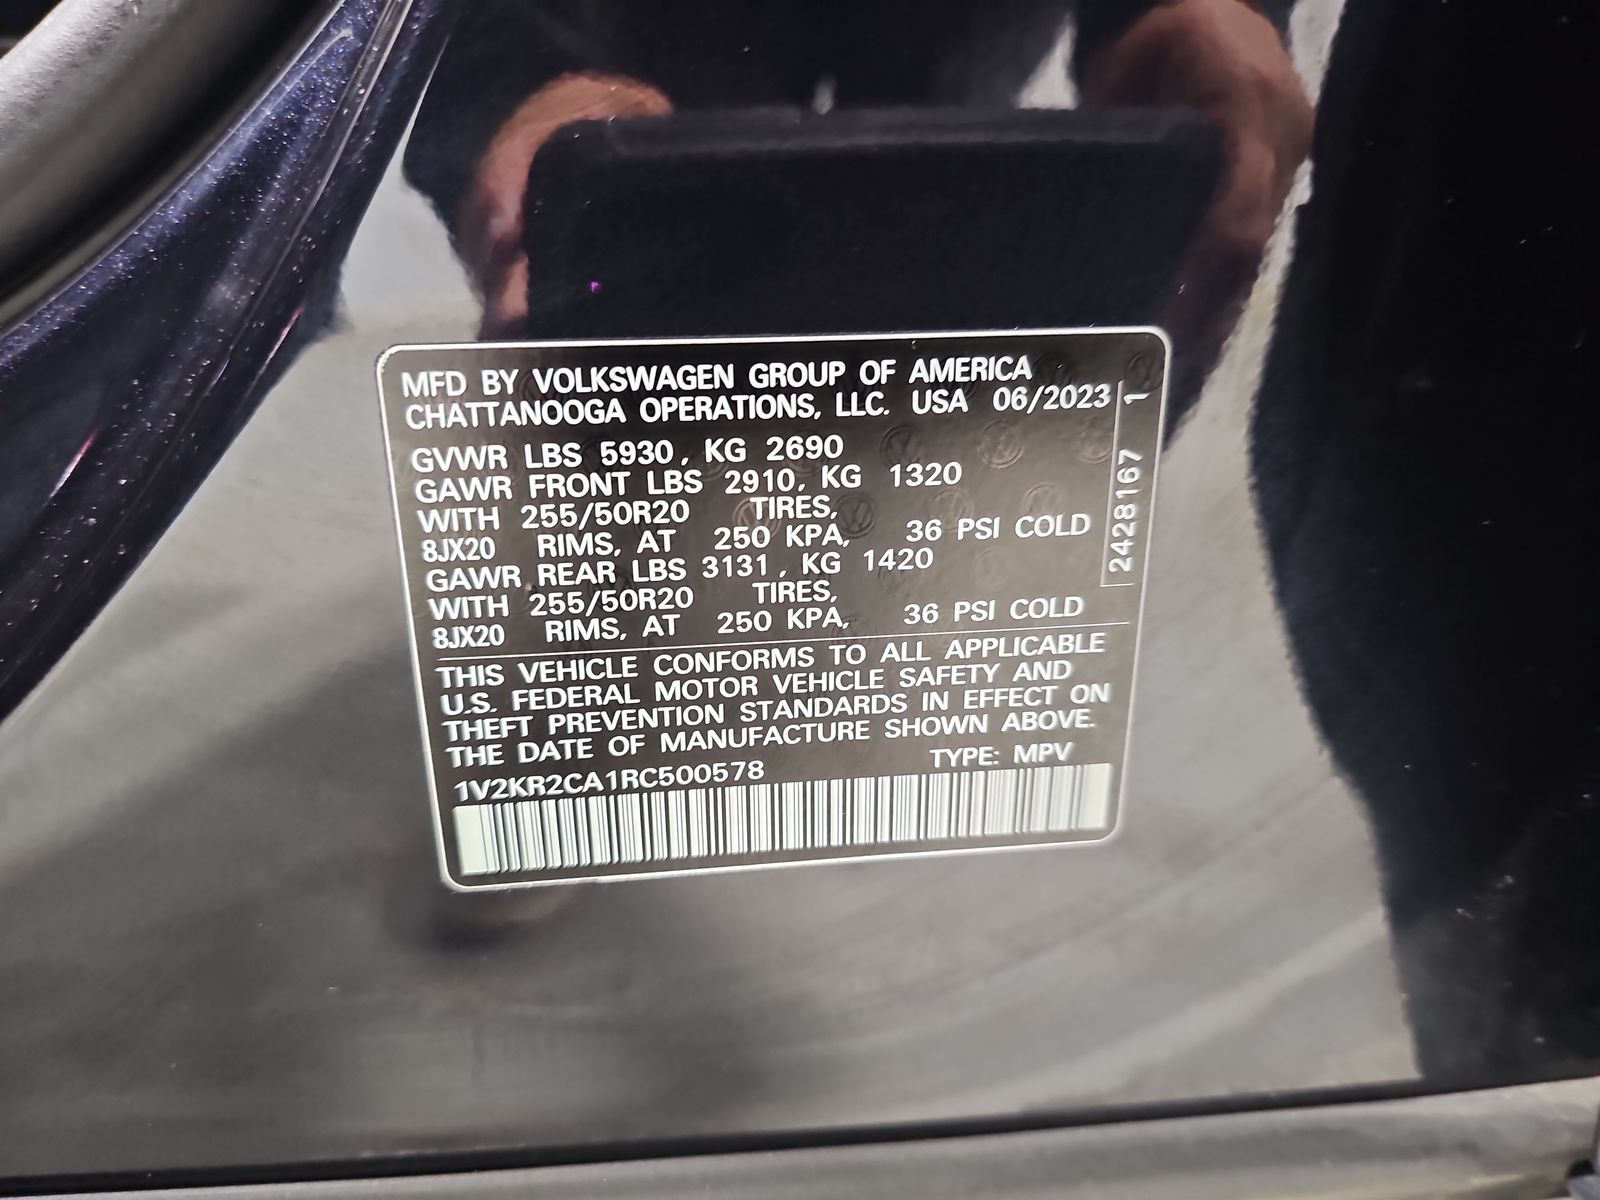 MFD BY VOLKSWAGEN GROUP OF AMERICA
CHATTANOOGA OPERATIONS, LLC. USA 06/2023
GVWR LBS 5930, KG 2690
GAWR FRONT LBS 2910, KG 1320
WITH 255/50R20 TIRES,
8JX20 RIMS, AT 250 KPA, 36 PSI COLD
GAWR REAR LBS 3131, KG 1420
WITH 255/50R20 TIRES,
8JX20 RIMS, AT 250 KPA, 36 PSI COLD
2428167 1
THIS VEHICLE CONFORMS TO ALL APPLICABLE
U.S. FEDERAL MOTOR VEHICLE SAFETY AND
THEFT PREVENTION STANDARDS IN EFFECT ON
THE DATE OF MANUFACTURE SHOWN ABOVE.
TYPE: MPV
1V2KR2CA1RC500578